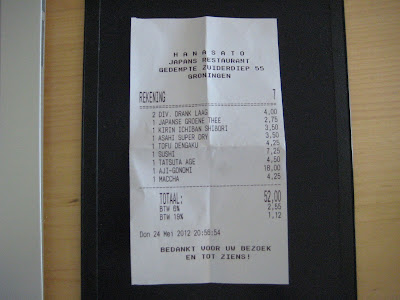 HANASATO
JAPANS RESTAURANT
GEDEMPTE ZUIDERDIEP 55
GRONINGEN
REKENING 7
2 DIV. DRANK LAAG 4,00
1 JAPANSE GROENE THEE 2,75
1 KIRIN ICHIBAN SHIBORI 3,50
1 ASAHI SUPER DRY 3,50
1 TOFU DENGAKU 4,25
1 SUSHI 7,25
1 TATSUTA AGE 4,50
1 AJI-GONOMI 18,00
1 MACCHA 4,25
TOTAAL: 52,00
BTW 6% 2,55
BTW 19% 1,12
Don 24 Mei 2012 20:58:54
BEDANKT VOOR UW BEZOEK
EN TOT ZIENS!